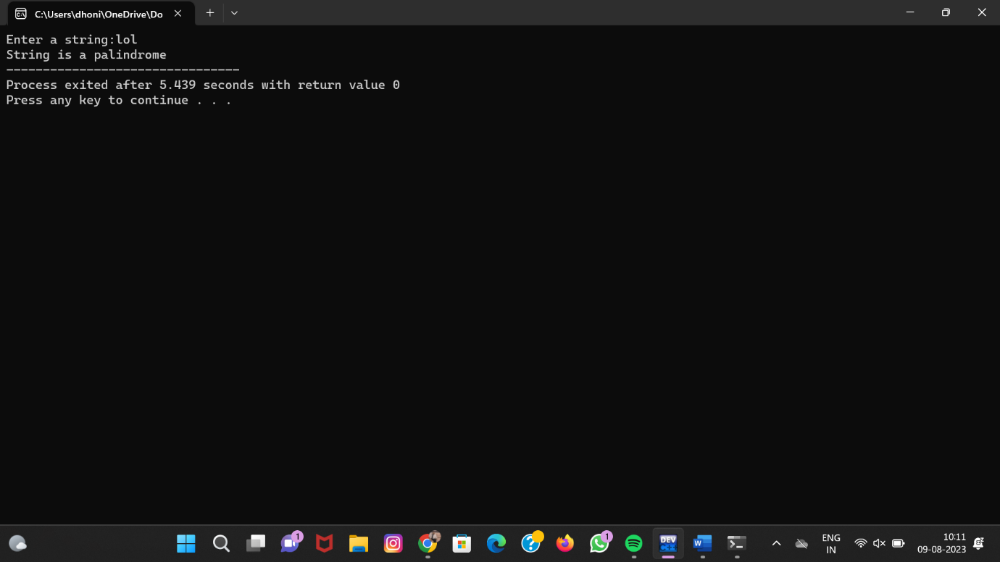 C:\Users\dhoni\OneDrive\Do
Enter a string:lol
String is a palindrome
--------------------------------
Process exited after 5.439 seconds with return value 0
Press any key to continue . . .
1
1
DEV
C++
W
ENG
IN
10:11
09-08-2023